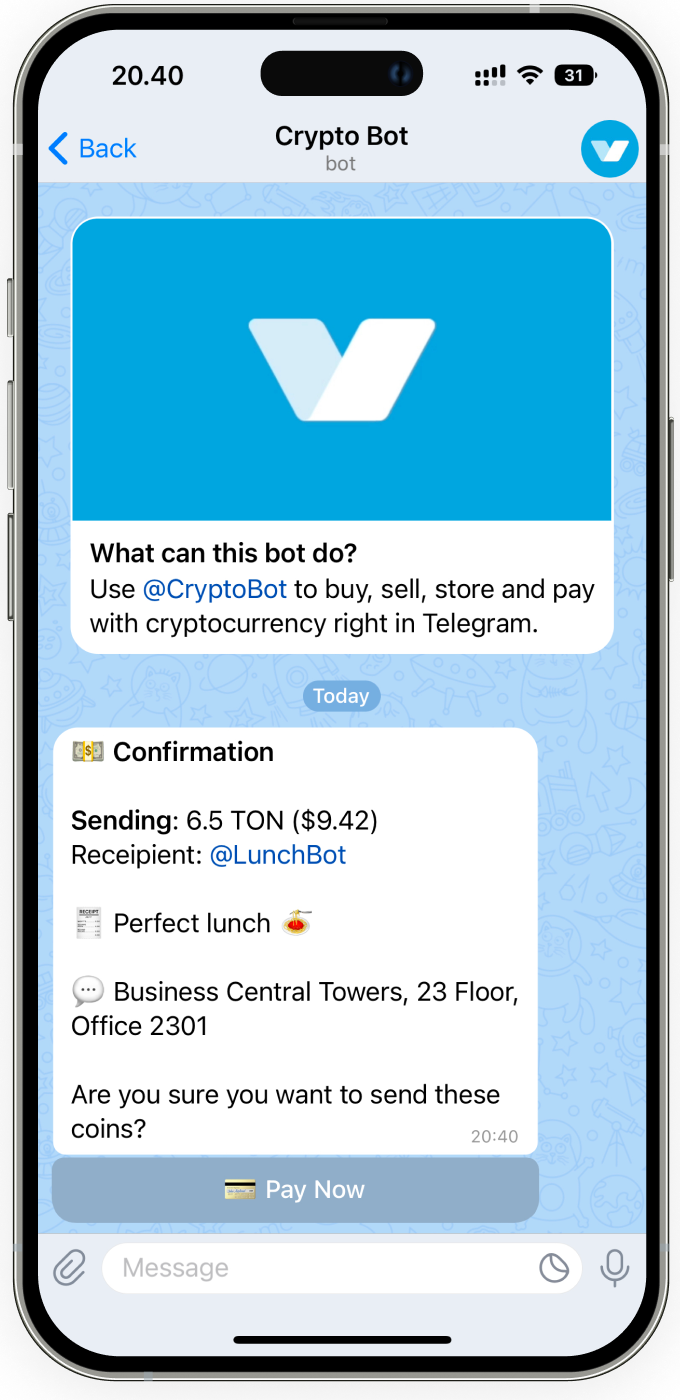 20.40
31
Back
Crypto Bot
bot
What can this bot do?
Use @CryptoBot to buy, sell, store and pay
with cryptocurrency right in Telegram.
Today
💵 Confirmation
Sending: 6.5 TON ($9.42)
Receipient: @LunchBot
🧾 Perfect lunch 🍝
💬 Business Central Towers, 23 Floor,
Office 2301
Are you sure you want to send these
coins?
20:40
💳 Pay Now
Message